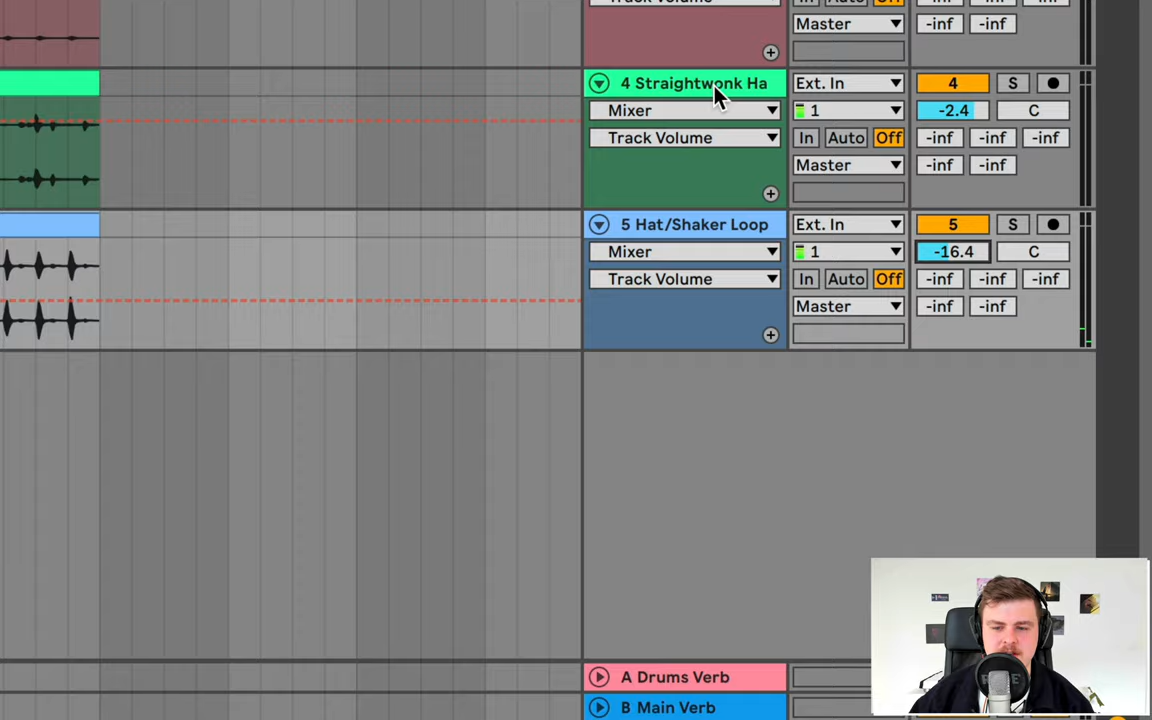 Master
-inf
-inf
4 Straightwonk Ha
Ext. In
4
S
Mixer
1
-2.4
C
Track Volume
In
Auto
Off
-inf
-inf
-inf
Master
-inf
-inf
5 Hat/Shaker Loop
Ext. In
5
S
Mixer
1
-16.4
C
Track Volume
In
Auto
Off
-inf
-inf
-inf
Master
-inf
-inf
A Drums Verb
B Main Verb